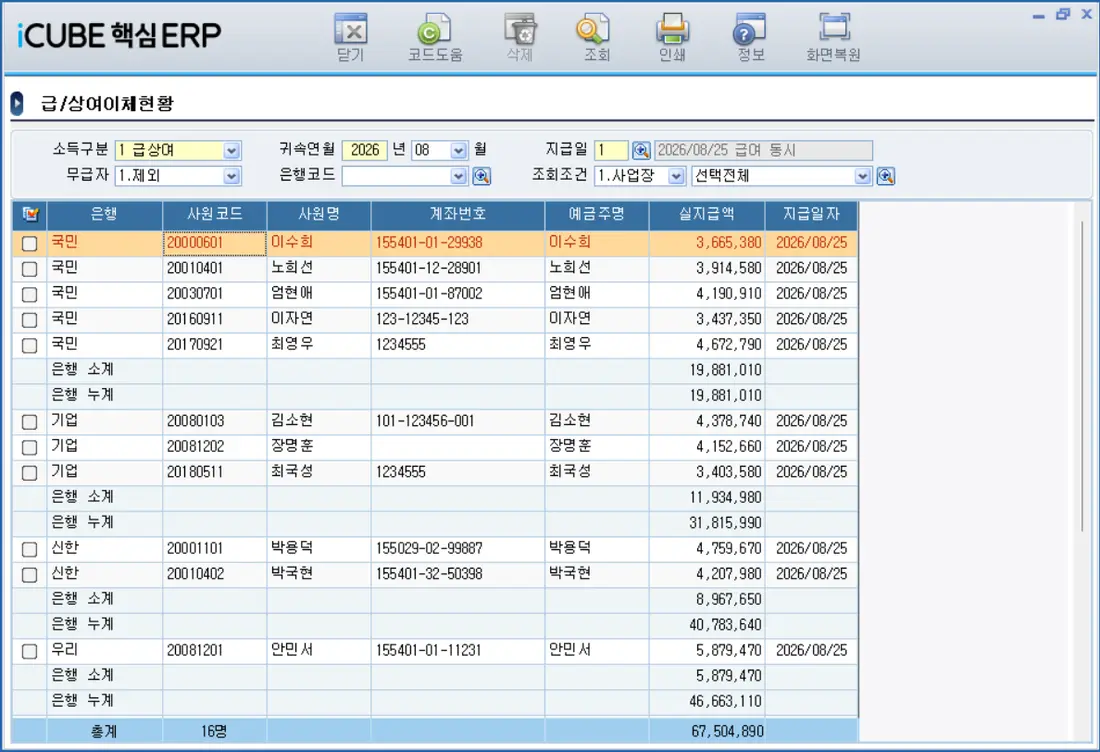 iCUBE 핵심 ERP
닫기 코드도움 삭제 조회 인쇄 정보 화면복원
급/상여이체현황
소득구분 1 급상여 귀속연월 2026 년 08 월 지급일 1 2026/08/25 급여 동시
무급자 1.제외 은행코드 조회조건 1.사업장 선택전체
은행 사원코드 사원명 계좌번호 예금주명 실지급액 지급일자
국민 20000601 이수희 155401-01-29938 이수희 3,665,380 2026/08/25
국민 20010401 노희선 155401-12-28901 노희선 3,914,580 2026/08/25
국민 20030701 엄현애 155401-01-87002 엄현애 4,190,910 2026/08/25
국민 20160911 이자연 123-12345-123 이자연 3,437,350 2026/08/25
국민 20170921 최영우 1234555 최영우 4,672,790 2026/08/25
은행 소계 19,881,010
은행 누계 19,881,010
기업 20080103 김소현 101-123456-001 김소현 4,378,740 2026/08/25
기업 20081202 장명훈 장명훈 4,152,660 2026/08/25
기업 20180511 최국성 1234555 최국성 3,403,580 2026/08/25
은행 소계 11,934,980
은행 누계 31,815,990
신한 20001101 박용덕 155029-02-99887 박용덕 4,759,670 2026/08/25
신한 20010402 박국현 155401-32-50398 박국현 4,207,980 2026/08/25
은행 소계 8,967,650
은행 누계 40,783,640
우리 20081201 안민서 155401-01-11231 안민서 5,879,470 2026/08/25
은행 소계 5,879,470
은행 누계 46,663,110
총계 16명 67,504,890